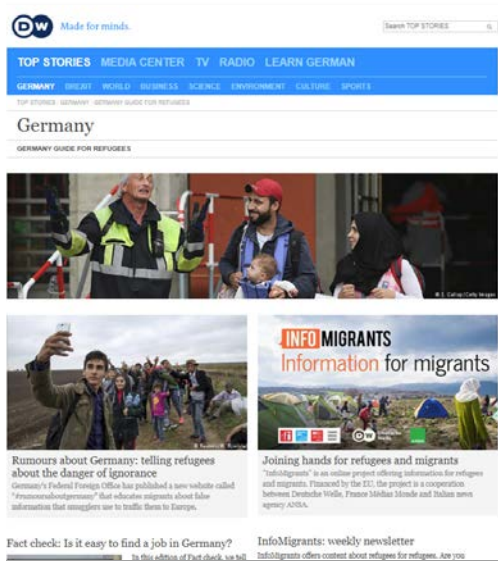 DW Made for minds.
Search TOP STORIES
TOP STORIES MEDIA CENTER TV RADIO LEARN GERMAN
GERMANY BREXIT WORLD BUSINESS SCIENCE ENVIRONMENT CULTURE SPORTS
TOP STORIES GERMANY GERMANY GUIDE FOR REFUGEES
Germany
GERMANY GUIDE FOR REFUGEES
INFO MIGRANTS
Information for migrants
DW
Rumours about Germany: telling refugees
about the danger of ignorance
Germany's Federal Foreign Office has published a new website called
"#rumoursaboutgermany" that educates migrants about false
information that smugglers use to traffic them to Europe.
Joining hands for refugees and migrants
"InfoMigrants" is an online project offering information for refugees
and migrants. Financed by the EU, the project is a cooperation
between Deutsche Welle, France Médias Monde and Italian news
agency ANSA.
Fact check: Is it easy to find a job in Germany?
In this edition of Fact check, we tell
InfoMigrants: weekly newsletter
InfoMigrants offers content about refugees for refugees. Are you